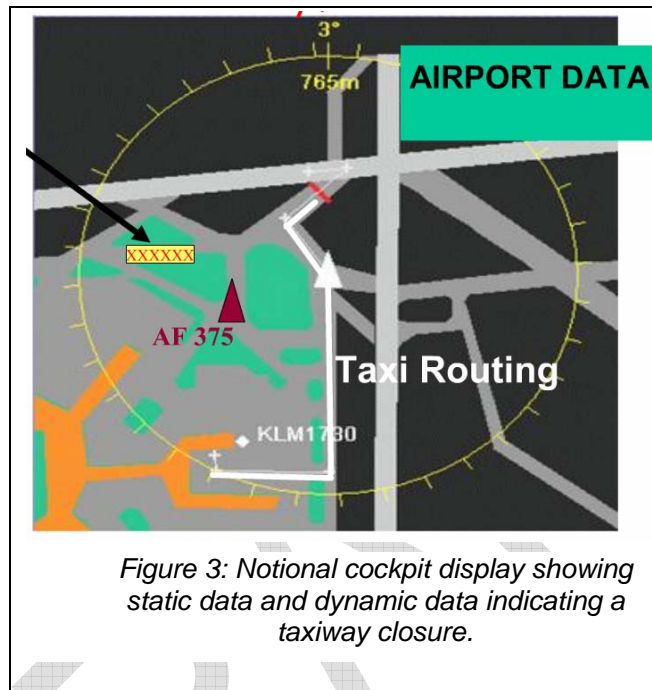 3°
765m
AIRPORT DATA
XXXXXX
AF 375
Taxi Routing
KLM1730
Figure 3: Notional cockpit display showing
static data and dynamic data indicating a
taxiway closure.